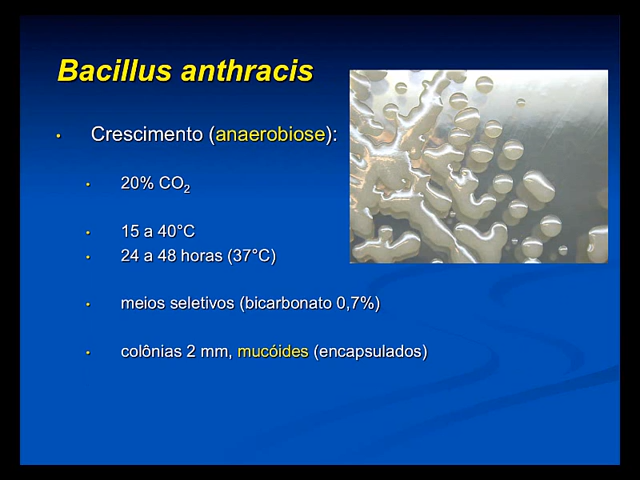 Bacillus anthracis
• Crescimento (anaerobiose):
• 20% CO2
• 15 a 40°C
• 24 a 48 horas (37°C)
• meios seletivos (bicarbonato 0,7%)
• colônias 2 mm, mucóides (encapsulados)